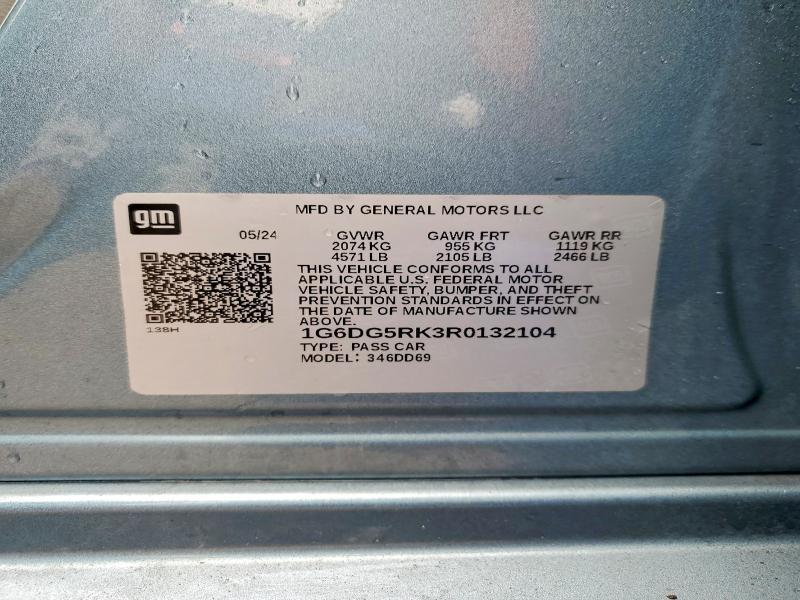 gm
MFD BY GENERAL MOTORS LLC
05/24 GVWR GAWR FRT GAWR RR
2074 KG 955 KG 1119 KG
4571 LB 2105 LB 2466 LB
THIS VEHICLE CONFORMS TO ALL
APPLICABLE U.S. FEDERAL MOTOR
VEHICLE SAFETY, BUMPER, AND THEFT
PREVENTION STANDARDS IN EFFECT ON
THE DATE OF MANUFACTURE SHOWN
ABOVE.
138H
1G6DG5RK3R0132104
TYPE: PASS CAR
MODEL: 346DD69